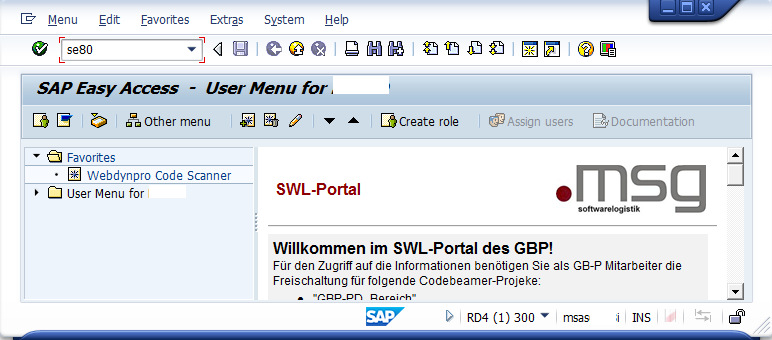 Menu Edit Favorites Extras System Help
se80
SAP Easy Access - User Menu for
Other menu Create role Assign users Documentation
Favorites
Webdynpro Code Scanner
User Menu for
SWL-Portal
.msg
softwarelogistik
Willkommen im SWL-Portal des GBP!
Für den Zugriff auf die Informationen benötigen Sie als GB-P Mitarbeiter die
Freischaltung für folgende Codebeamer-Projeke:
• "GBP-PD_Bereich"
SAP RD4 (1) 300 msas INS